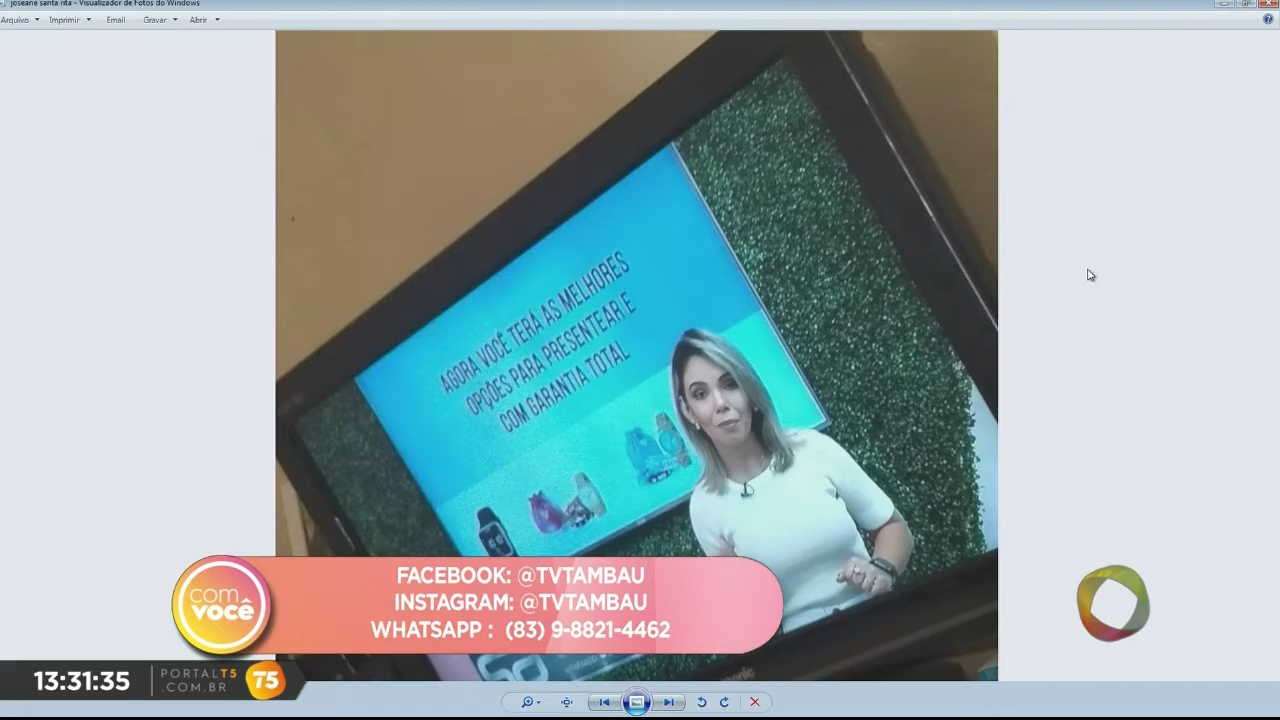 joseane santa rita - Visualizador de Fotos do Windows
Arquivo Imprimir Email Gravar Abrir
AGORA VOCÊ TERÁ AS MELHORES
OPÇÕES PARA PRESENTEAR E
COM GARANTIA TOTAL
com
você
FACEBOOK: @TVTAMBAU
INSTAGRAM: @TVTAMBAU
WHATSAPP : (83) 9-8821-4462
13:31:35
PORTALT5
.COM.BR
T5